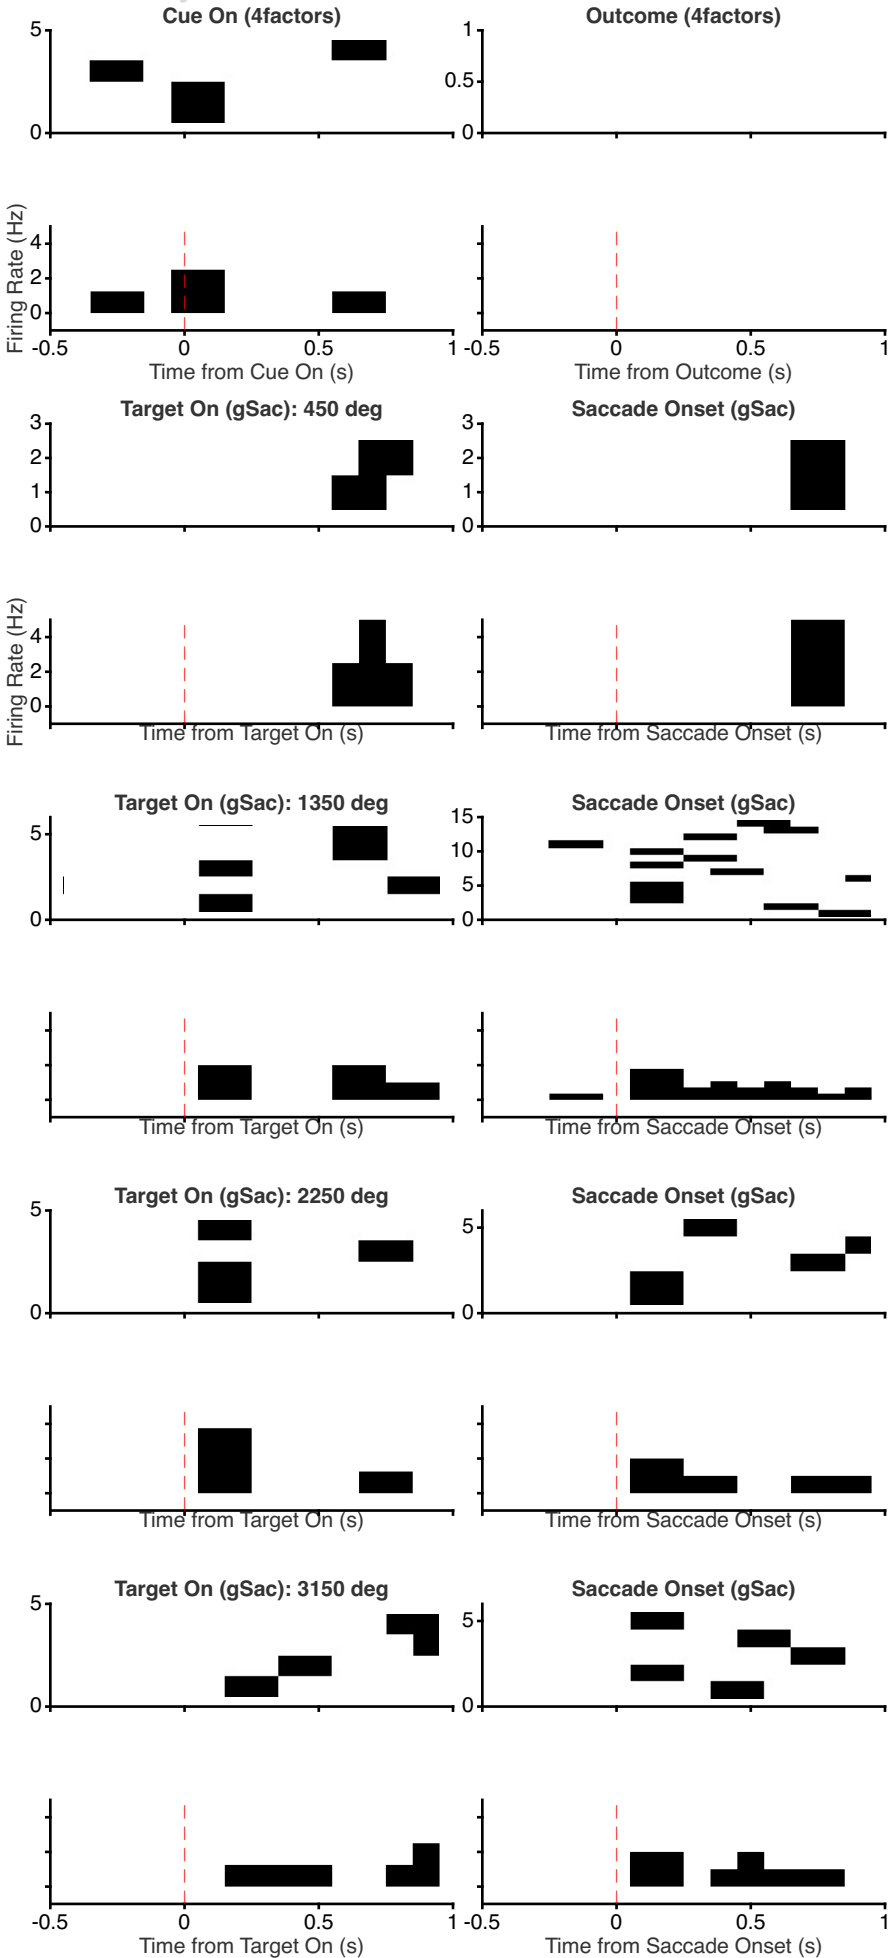 Cue On (4factors)
Outcome (4factors)
5
0
1
0.5
0
Firing Rate (Hz)
4
2
0
-0.5 0 0.5 1
-0.5 0 0.5 1
Time from Cue On (s)
Time from Outcome (s)
Target On (gSac): 450 deg
Saccade Onset (gSac)
3
2
1
0
3
2
1
0
Firing Rate (Hz)
4
2
0
Time from Target On (s)
Time from Saccade Onset (s)
Target On (gSac): 1350 deg
Saccade Onset (gSac)
5
0
15
10
5
0
Time from Target On (s)
Time from Saccade Onset (s)
Target On (gSac): 2250 deg
Saccade Onset (gSac)
5
0
5
0
Time from Target On (s)
Time from Saccade Onset (s)
Target On (gSac): 3150 deg
Saccade Onset (gSac)
5
0
5
0
-0.5 0 0.5 1
-0.5 0 0.5 1
Time from Target On (s)
Time from Saccade Onset (s)